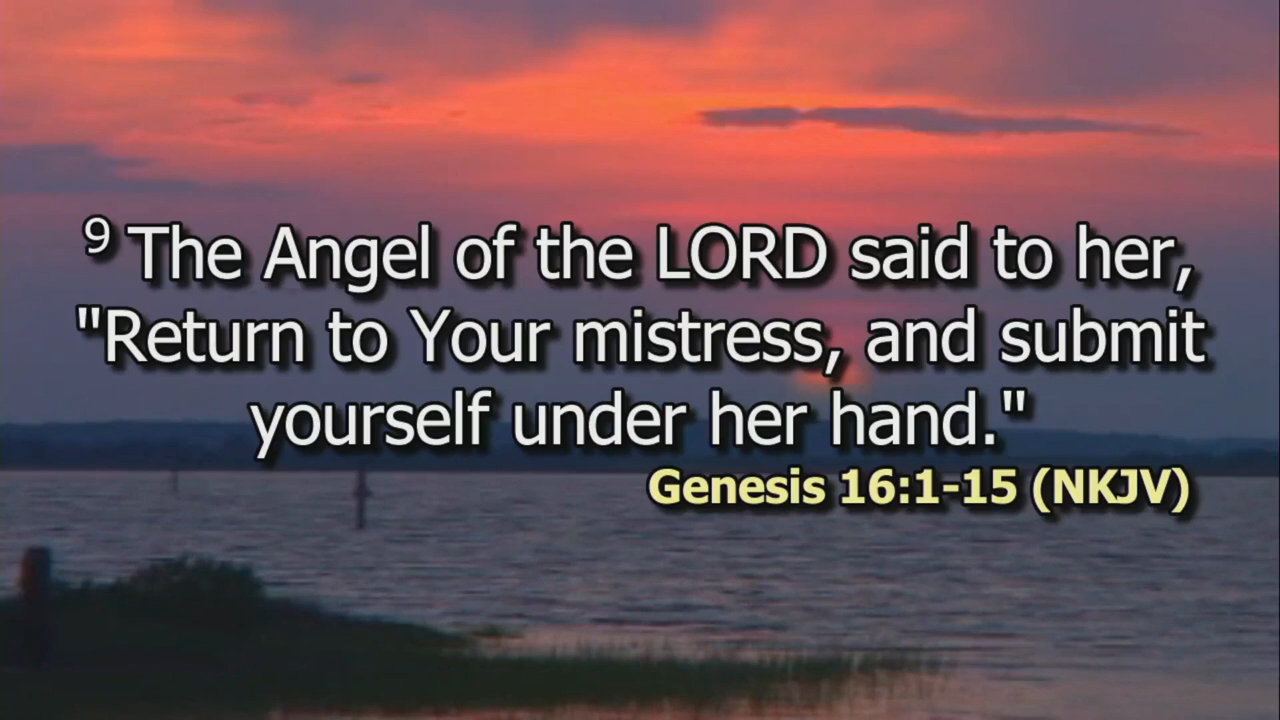 9 The Angel of the LORD said to her,
"Return to Your mistress, and submit
yourself under her hand."
Genesis 16:1-15 (NKJV)